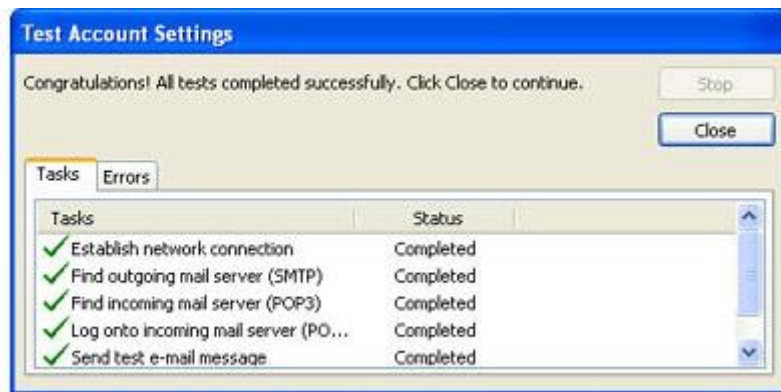 Test Account Settings
Congratulations! All tests completed successfully. Click Close to continue.
Stop
Close
Tasks Errors
Tasks Status
Establish network connection Completed
Find outgoing mail server (SMTP) Completed
Find incoming mail server (POP3) Completed
Log onto incoming mail server (PO... Completed
Send test e-mail message Completed